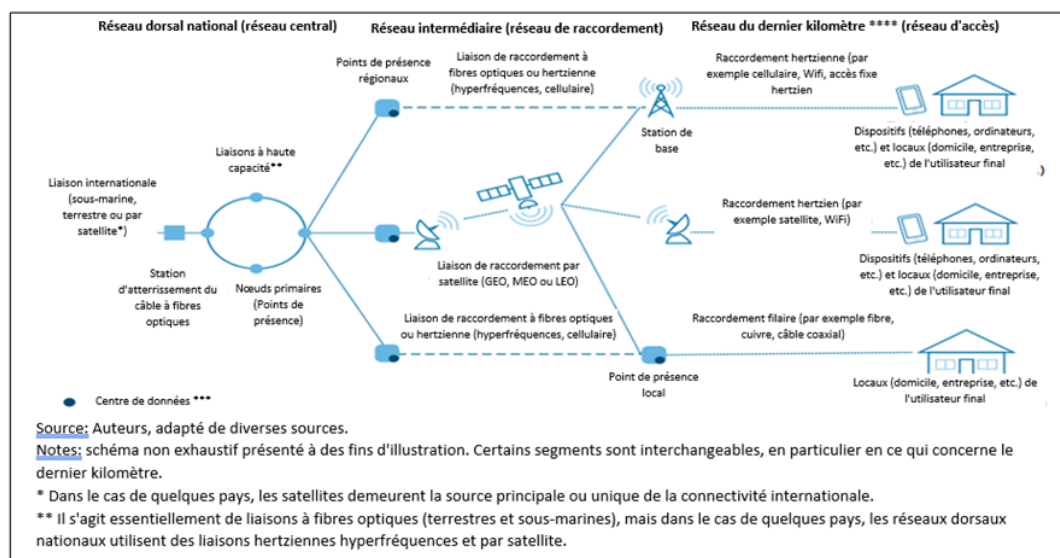 Réseau dorsal national (réseau central)
Réseau intermédiaire (réseau de raccordement)
Réseau du dernier kilomètre **** (réseau d'accès)
Points de présence
régionaux
Liaison de raccordement à
fibres optiques ou hertzienne
(hyperfréquences, cellulaire)
Raccordement hertzienne (par
exemple cellulaire, Wifi, accès fixe
hertzien
Station de
base
Dispositifs (téléphones, ordinateurs,
etc.) et locaux (domicile, entreprise,
etc.) de l'utilisateur final
.)
Liaisons à haute
capacité**
Liaison internationale
(sous-marine,
terrestre ou par
satellite*)
Station
d'atterrissement du
câble à fibres
optiques
Nœuds primaires
(Points de
présence)
Liaison de raccordement par
satellite (GEO, MEO ou LEO)
Raccordement hertzien (par
exemple satellite, WiFi)
Dispositifs (téléphones, ordinateurs,
etc.) et locaux (domicile, entreprise,
etc.) de l'utilisateur final
Liaison de raccordement à fibres optiques
ou hertzienne (hyperfréquences, cellulaire)
Raccordement filaire (par exemple fibre,
cuivre, câble coaxial)
Point de présence
local
Locaux (domicile, entreprise, etc.) de
l'utilisateur final
Centre de données ***
Source: Auteurs, adapté de diverses sources.
Notes: schéma non exhaustif présenté à des fins d'illustration. Certains segments sont interchangeables, en particulier en ce qui concerne le
dernier kilomètre.
* Dans le cas de quelques pays, les satellites demeurent la source principale ou unique de la connectivité internationale.
** Il s'agit essentiellement de liaisons à fibres optiques (terrestres et sous-marines), mais dans le cas de quelques pays, les réseaux dorsaux
nationaux utilisent des liaisons hertziennes hyperfréquences et par satellite.